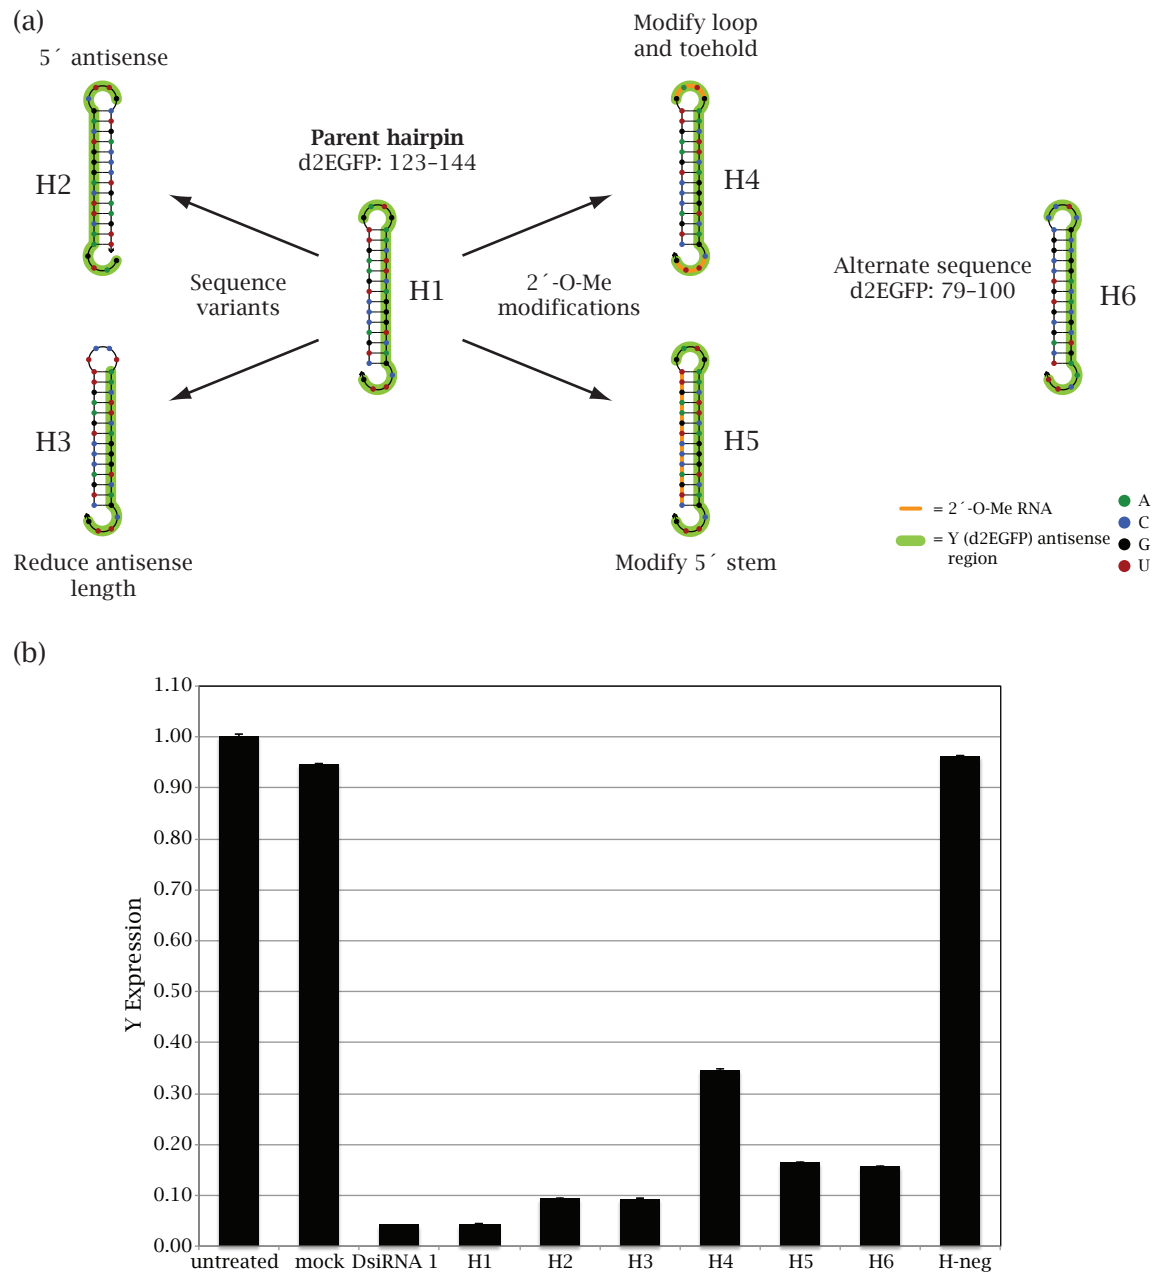 (a)
5´ antisense
H2
Parent hairpin
d2EGFP: 123–144
Modify loop
and toehold
H4
Sequence
variants
H1
2´-O-Me
modifications
Alternate sequence
d2EGFP: 79–100
H6
H3
Reduce antisense
length
H5
Modify 5´ stem
= 2´-O-Me RNA
= Y (d2EGFP) antisense
region
A
C
G
U
(b)
Y Expression
1.10
1.00
0.90
0.80
0.70
0.60
0.50
0.40
0.30
0.20
0.10
0.00
untreated mock DsiRNA 1 H1 H2 H3 H4 H5 H6 H-neg